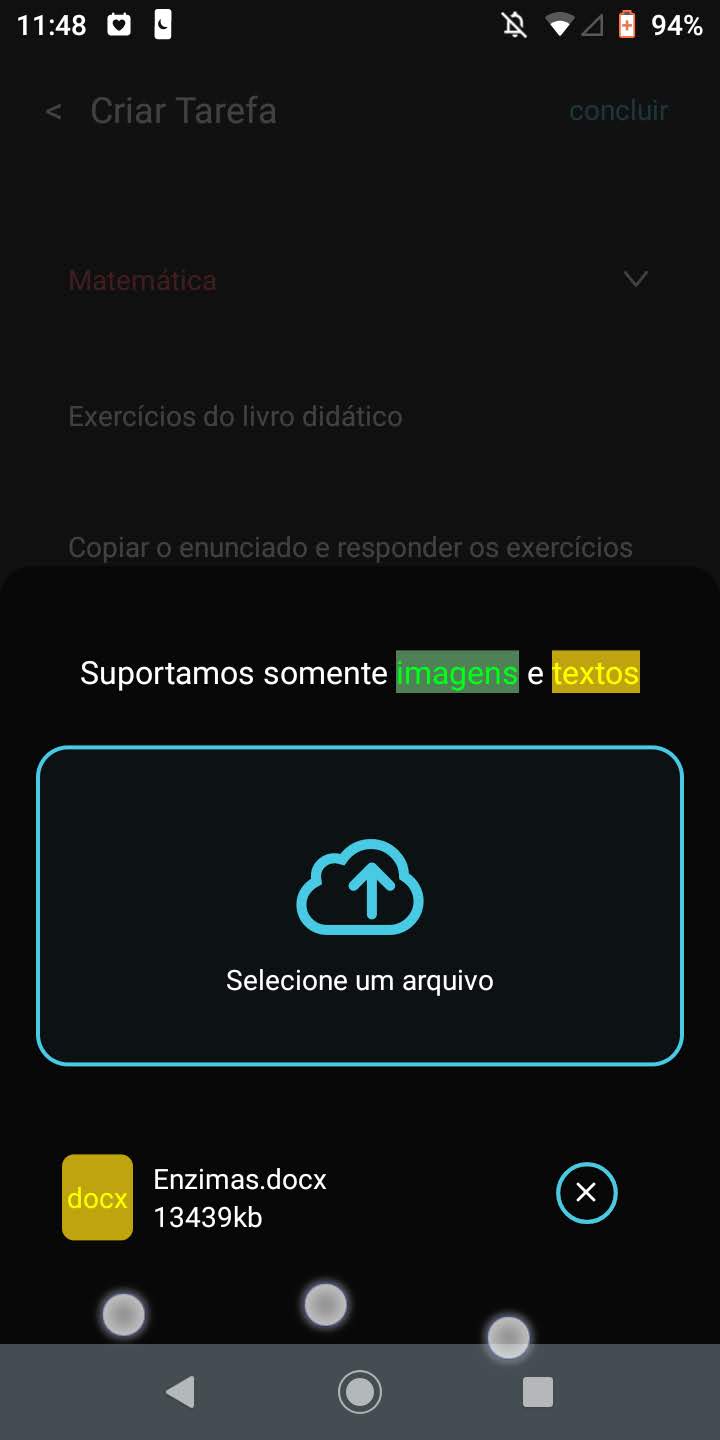 11:48 94%
< Criar Tarefa concluir
Matemática
Exercícios do livro didático
Copiar o enunciado e responder os exercícios
Suportamos somente imagens e textos
Selecione um arquivo
docx
Enzimas.docx
13439kb